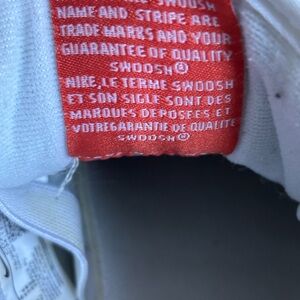 SWOOSH
NAME AND STRIPE ARE
TRADE MARKS AND YOUR
GUARANTEE OF QUALITY
SWOOSH®
NIKE, LE TERME SWOOSH
ET SON SIGLE SONT DES
MARQUES DEPOSEES ET
VOTREGARANTIE DE QUALITE
SWOOSH®